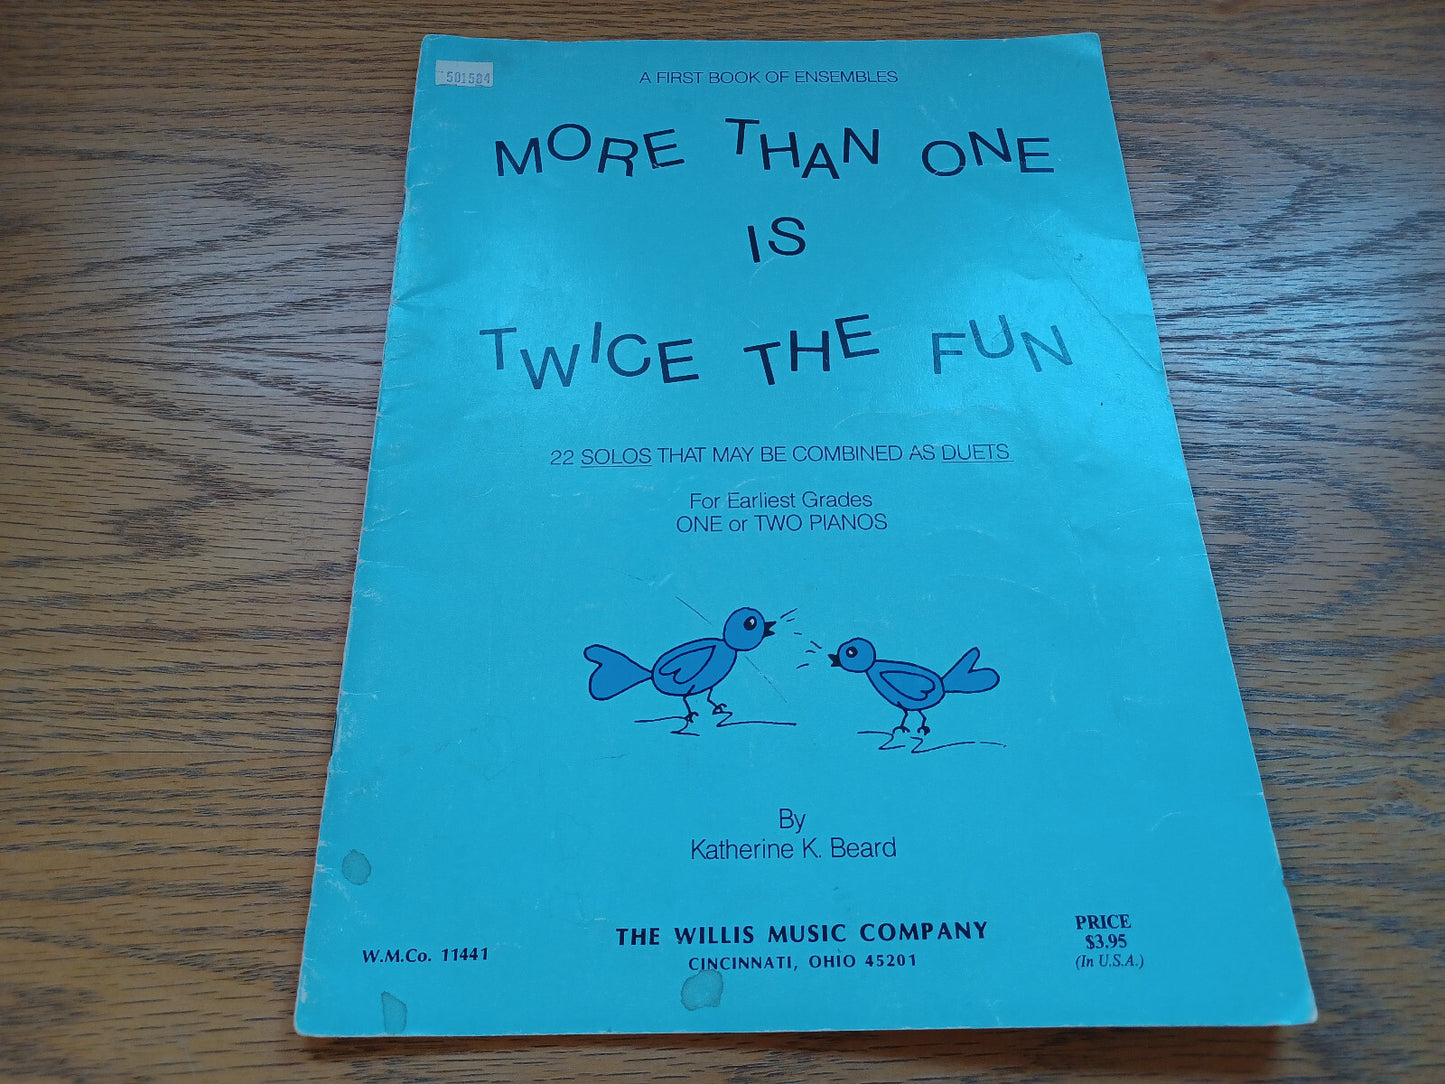 501584
A FIRST BOOK OF ENSEMBLES
MORE THAN ONE
IS
TWICE THE FUN
22 SOLOS THAT MAY BE COMBINED AS DUETS
For Earliest Grades
ONE or TWO PIANOS
By
Katherine K. Beard
THE WILLIS MUSIC COMPANY
CINCINNATI, OHIO 45201
W.M.Co. 11441
PRICE
$3.95
(In U.S.A.)